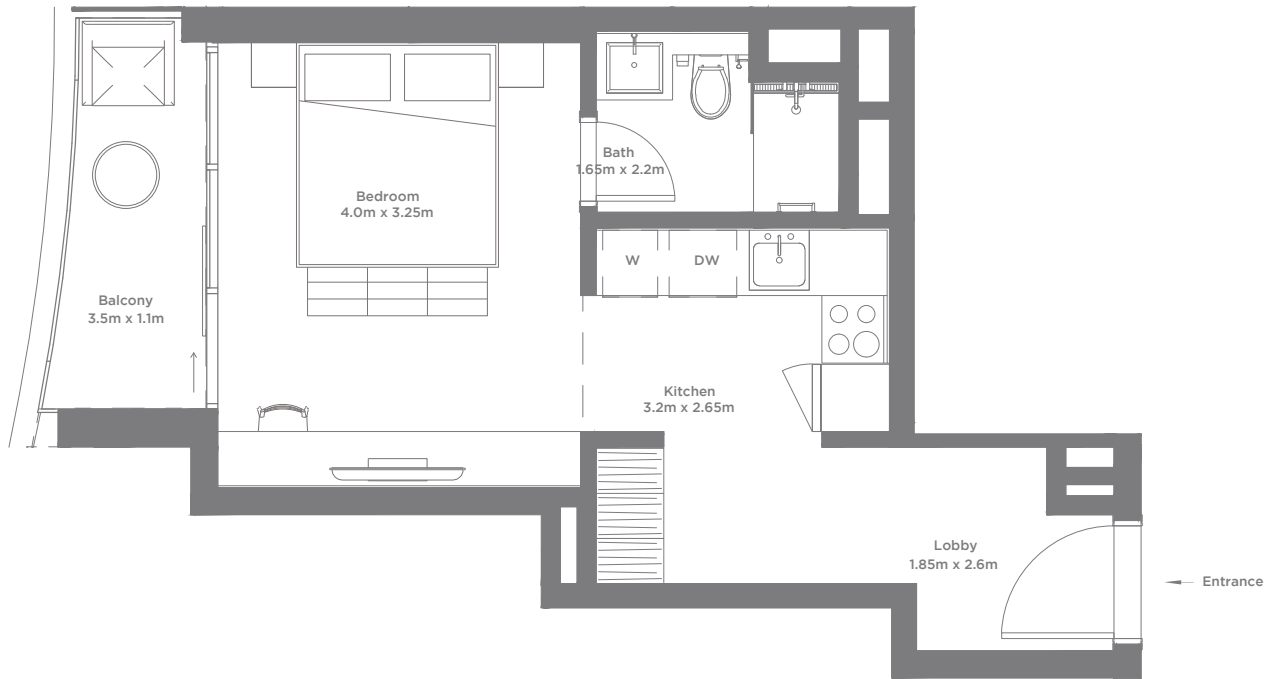 Bath
1.65m x 2.2m
Bedroom
4.0m x 3.25m
W
DW
Balcony
3.5m x 1.1m
Kitchen
3.2m x 2.65m
Lobby
1.85m x 2.6m
Entrance